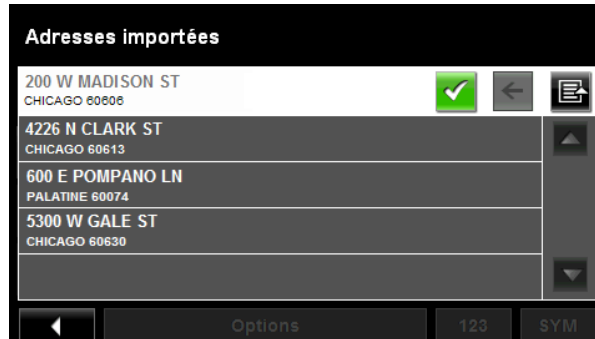 Adresses importées
200 W MADISON ST
CHICAGO 60606
4226 N CLARK ST
CHICAGO 60613
600 E POMPANO LN
PALATINE 60074
5300 W GALE ST
CHICAGO 60630
Options 123 SYM